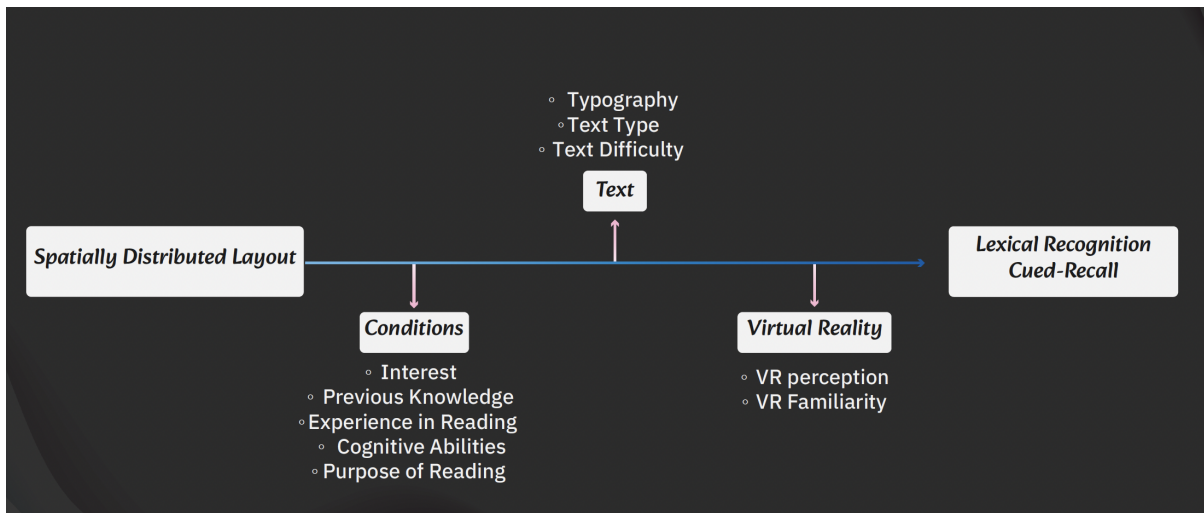 ◦ Typography
◦ Text Type
◦ Text Difficulty
Text
Spatially Distributed Layout
Lexical Recognition
Cued-Recall
Conditions
◦ Interest
◦ Previous Knowledge
◦ Experience in Reading
◦ Cognitive Abilities
◦ Purpose of Reading
Virtual Reality
◦ VR perception
◦ VR Familiarity